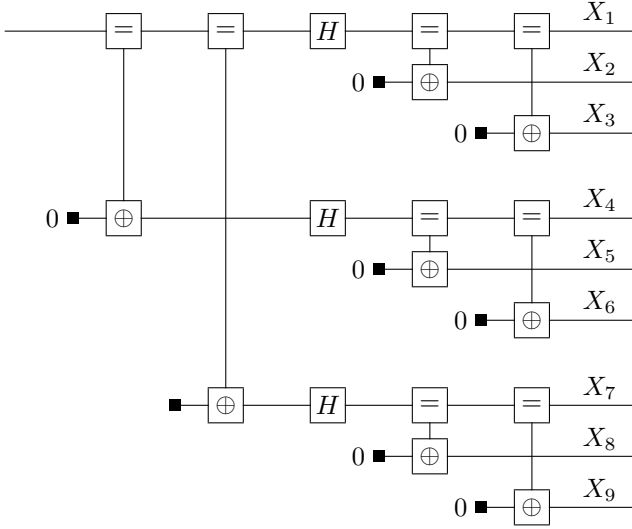 = = H = = X₁
0 ⊕ X₂
0 ⊕ X₃
0 ⊕ H = = X₄
0 ⊕ X₅
0 ⊕ X₆
⊕ H = = X₇
0 ⊕ X₈
0 ⊕ X₉